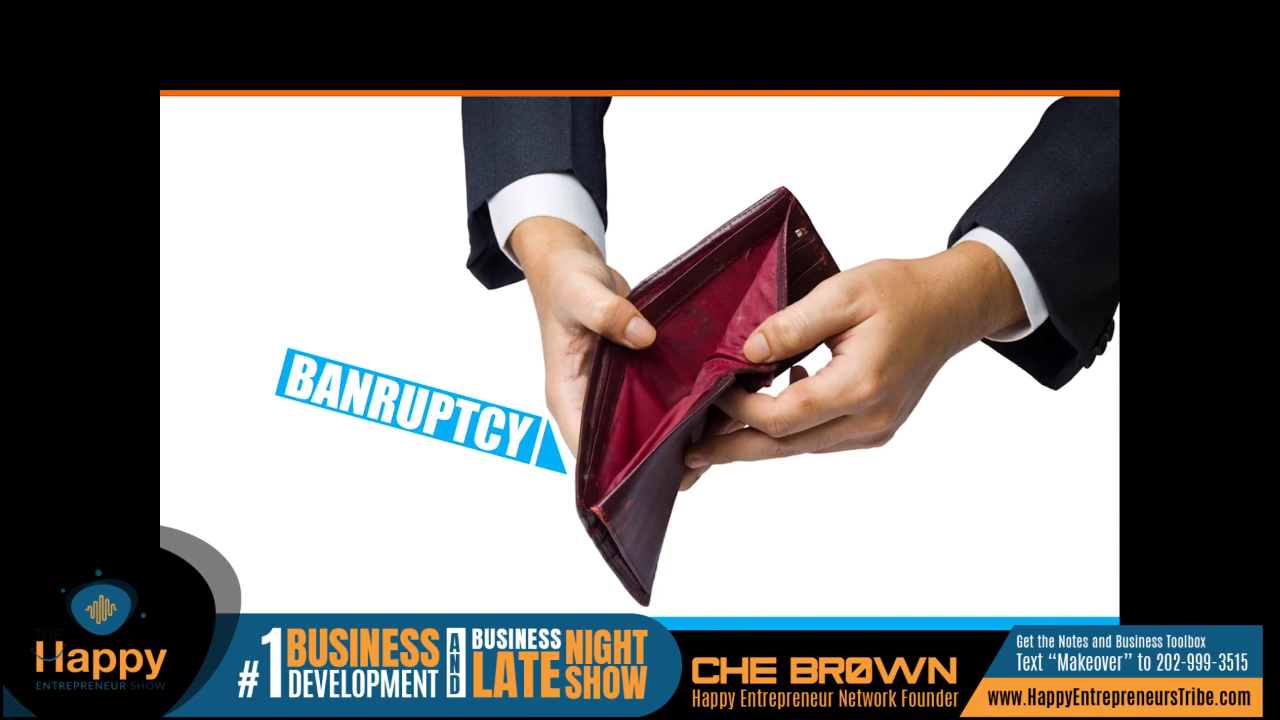 BANRUPTCY
THE
Happy
ENTREPRENEUR SHOW
#1 BUSINESS DEVELOPMENT AND BUSINESS LATE NIGHT SHOW
CHE BRØWN
Happy Entrepreneur Network Founder
Get the Notes and Business Toolbox
Text “Makeover” to 202-999-3515
www.HappyEntrepreneursTribe.com